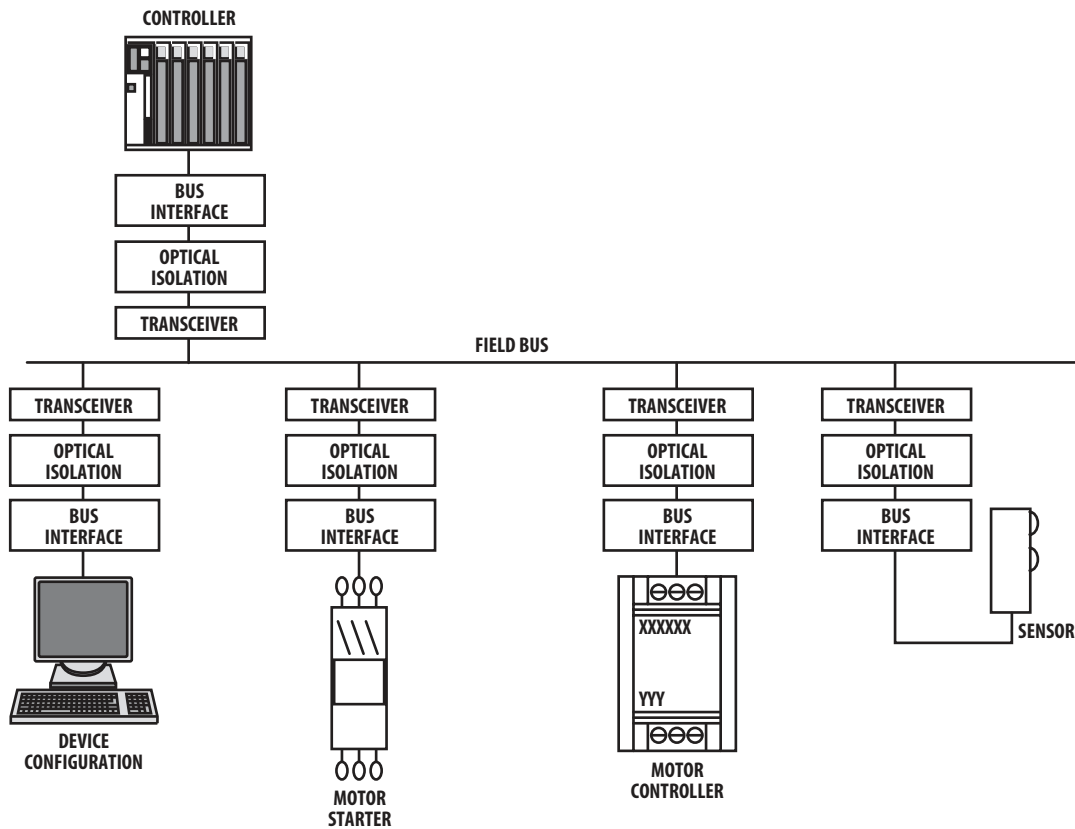 CONTROLLER
BUS
INTERFACE
OPTICAL
ISOLATION
TRANSCEIVER
FIELD BUS
TRANSCEIVER
OPTICAL
ISOLATION
BUS
INTERFACE
DEVICE
CONFIGURATION
TRANSCEIVER
OPTICAL
ISOLATION
BUS
INTERFACE
MOTOR
STARTER
TRANSCEIVER
OPTICAL
ISOLATION
BUS
INTERFACE
XXXXXX
YYY
MOTOR
CONTROLLER
TRANSCEIVER
OPTICAL
ISOLATION
BUS
INTERFACE
SENSOR